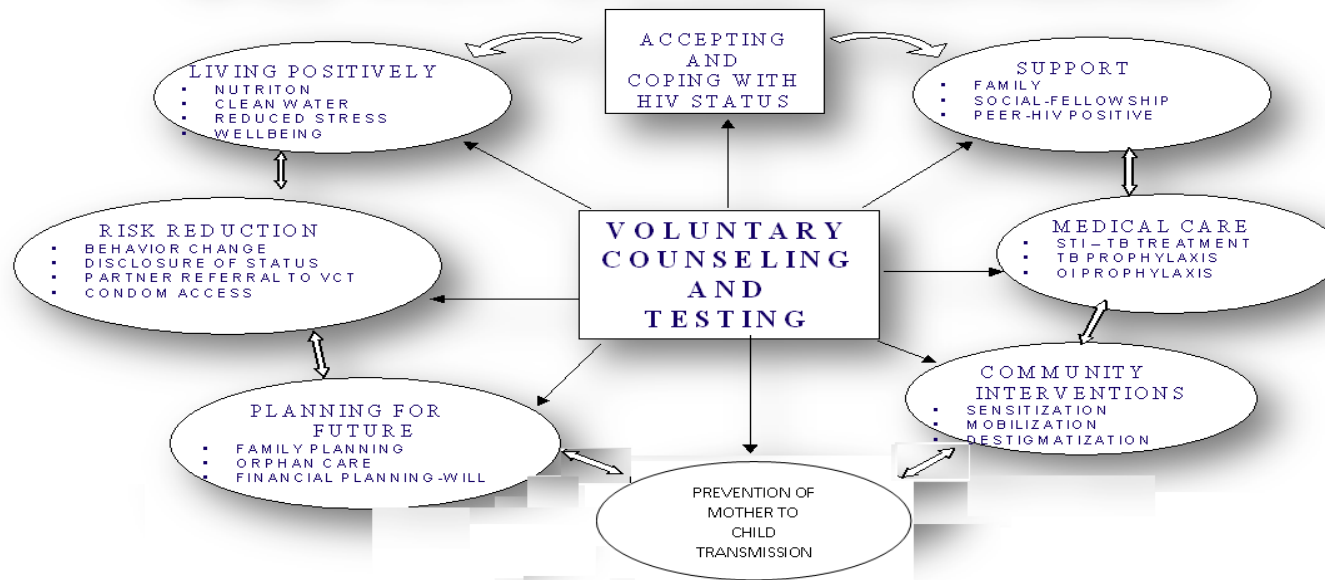 ACCEPTING
AND
COPING WITH
HIV STATUS
LIVING POSITIVELY
▪ NUTRITON
▪ CLEAN WATER
▪ REDUCED STRESS
▪ WELLBEING
SUPPORT
▪ FAMILY
▪ SOCIAL-FELLOWSHIP
▪ PEER-HIV POSITIVE
RISK REDUCTION
▪ BEHAVIOR CHANGE
▪ DISCLOSURE OF STATUS
▪ PARTNER REFERRAL TO VCT
▪ CONDOM ACCESS
VOLUNTARY
COUNSELING
AND
TESTING
MEDICAL CARE
▪ STI – TB TREATMENT
▪ TB PROPHYLAXIS
▪ OI PROPHYLAXIS
PLANNING FOR
FUTURE
▪ FAMILY PLANNING
▪ ORPHAN CARE
▪ FINANCIAL PLANNING-WILL
COMMUNITY
INTERVENTIONS
▪ SENSITIZATION
▪ MOBILIZATION
▪ DESTIGMATIZATION
PREVENTION OF
MOTHER TO
CHILD
TRANSMISSION